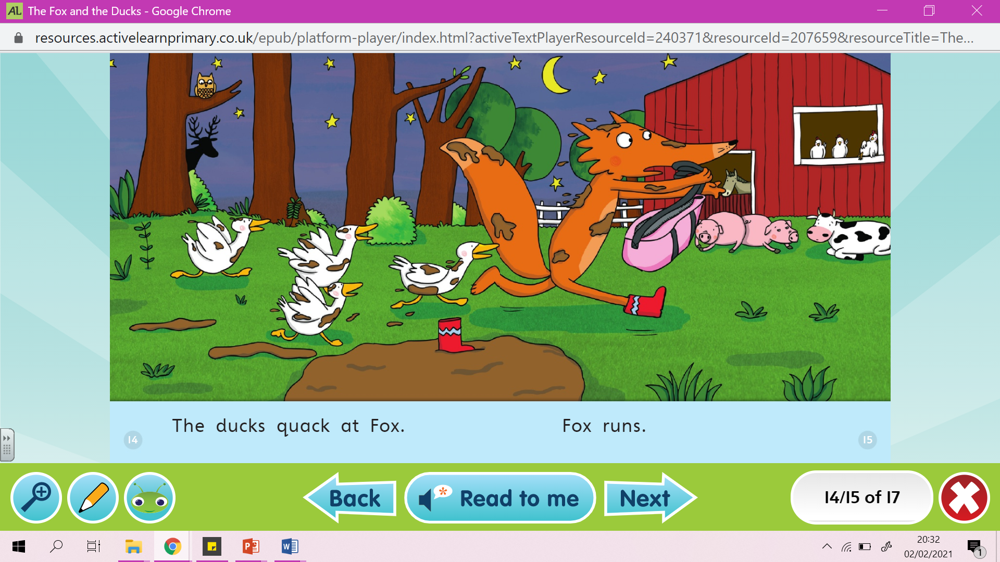 AL The Fox and the Ducks - Google Chrome
resources.activelearnprimary.co.uk/epub/platform-player/index.html?activeTextPlayerResourceId=240371&resourceId=207659&resourceTitle=The...
The ducks quack at Fox.
Fox runs.
14
15
Back
Read to me
Next
14/15 of 17
20:32
02/02/2021
1